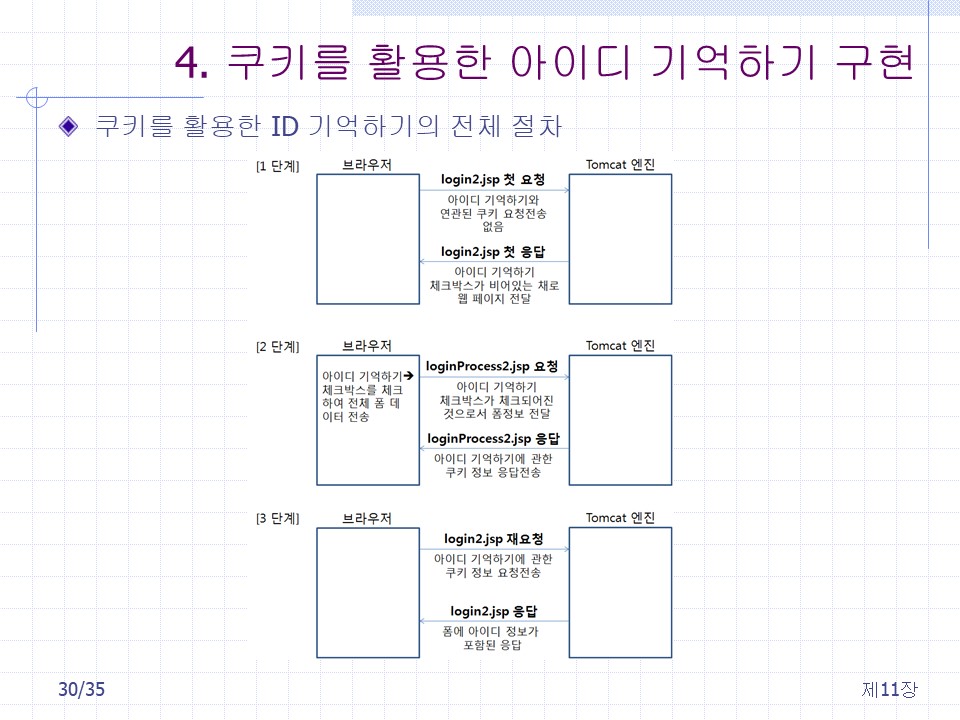 4. 쿠키를 활용한 아이디 기억하기 구현
쿠키를 활용한 ID 기억하기의 전체 절차
[1 단계]
브라우저
Tomcat 엔진
login2.jsp 첫 요청
아이디 기억하기와
연관된 쿠키 요청전송
없음
login2.jsp 첫 응답
아이디 기억하기
체크박스가 비어있는 채로
웹 페이지 전달
[2 단계]
브라우저
Tomcat 엔진
아이디 기억하기➔
체크박스를 체크
하여 전체 폼 데
이터 전송
loginProcess2.jsp 요청
아이디 기억하기
체크박스가 체크되어진
것으로서 폼정보 전달
loginProcess2.jsp 응답
아이디 기억하기에 관한
쿠키 정보 응답전송
[3 단계]
브라우저
Tomcat 엔진
login2.jsp 재요청
아이디 기억하기에 관한
쿠키 정보 요청전송
login2.jsp 응답
폼에 아이디 정보가
포함된 응답
30/35
제11장